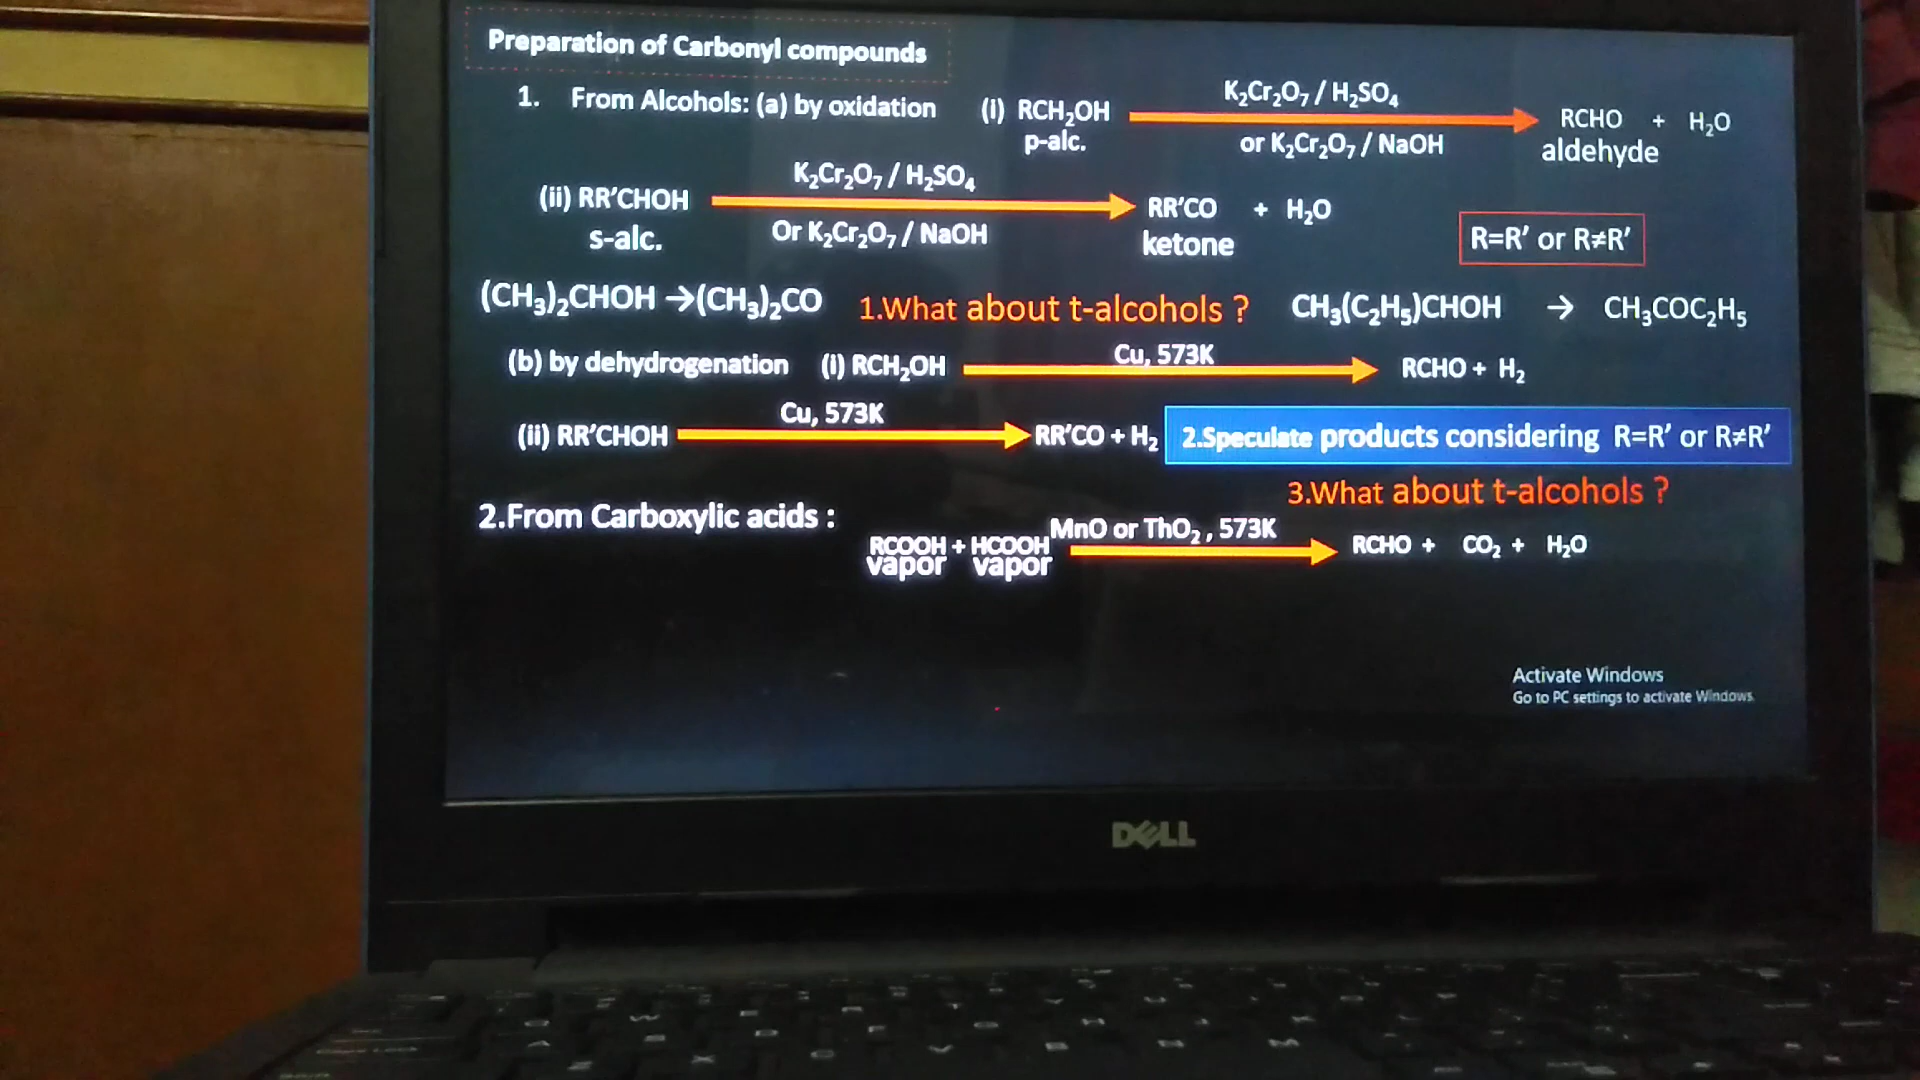 Preparation of Carbonyl compounds
1. From Alcohols: (a) by oxidation (i) RCH₂OH K₂Cr₂O₇ / H₂SO₄ RCHO + H₂O
p-alc. or K₂Cr₂O₇ / NaOH aldehyde
K₂Cr₂O₇ / H₂SO₄
(ii) RR’CHOH RR’CO + H₂O
s-alc. Or K₂Cr₂O₇ / NaOH ketone R=R’ or R≠R’
(CH₃)₂CHOH →(CH₃)₂CO 1.What about t-alcohols ? CH₃(C₂H₅)CHOH → CH₃COC₂H₅
(b) by dehydrogenation (i) RCH₂OH Cu, 573K RCHO + H₂
Cu, 573K
(ii) RR’CHOH RR’CO + H₂ 2.Speculate products considering R=R’ or R≠R’
3.What about t-alcohols ?
2.From Carboxylic acids :
RCOOH + HCOOH MnO or ThO₂ , 573K RCHO + CO₂ + H₂O
vapor vapor
Activate Windows
Go to PC settings to activate Windows.
DELL